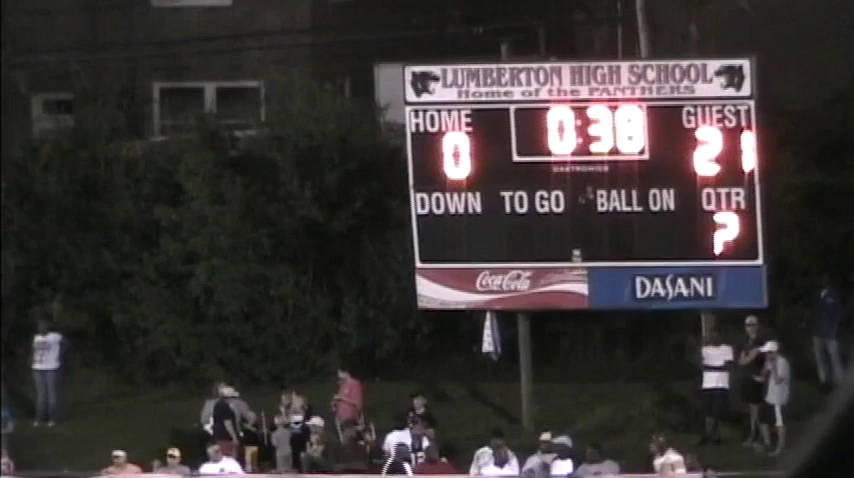 LUMBERTON HIGH SCHOOL
Home of the PANTHERS
HOME 0:38 GUEST
0 21
DAKTRONICS
DOWN TO GO BALL ON QTR
2
Coca-Cola DASANI